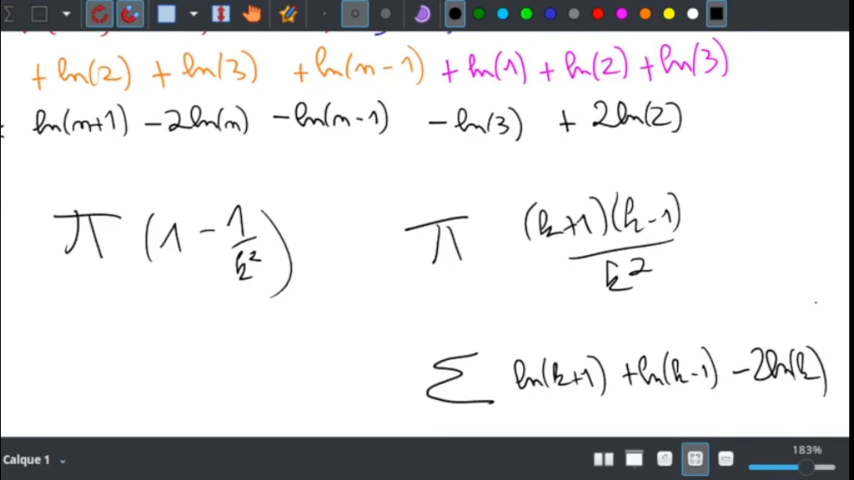 +ln(2) +ln(3) +ln(n-1) +ln(1) +ln(2) +ln(3)
ln(n+1) -2ln(n) -ln(n-1) -ln(3) + 2ln(2)
π (1 - 1/k²) π (k+1)(k-1)/k²
Σ ln(k+1) +ln(k-1) -2ln(k)
Calque 1
183%